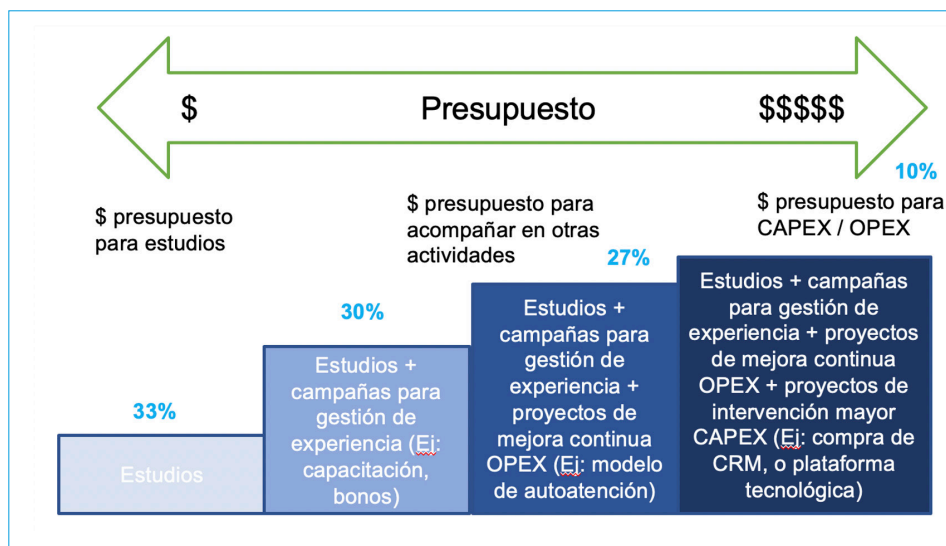 $ Presupuesto $$$$$
10%
$ presupuesto
para estudios
$ presupuesto para
acompañar en otras
actividades
$ presupuesto para
CAPEX / OPEX
33%
Estudios
30%
Estudios +
campañas para
gestión de
experiencia (Ej:
capacitación,
bonos)
27%
Estudios +
campañas para
gestión de
experiencia +
proyectos de
mejora continua
OPEX (Ej: modelo
de autoatención)
Estudios + campañas
para gestión de
experiencia + proyectos
de mejora continua
OPEX + proyectos de
intervención mayor
CAPEX (Ej: compra de
CRM, o plataforma
tecnológica)